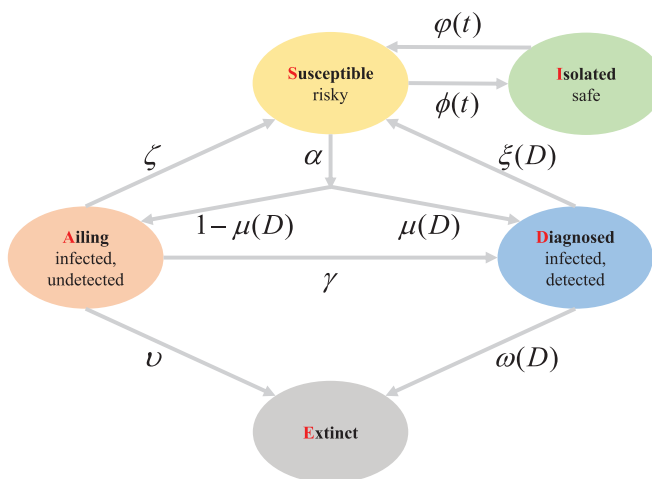 φ(t)
Susceptible
risky
Isolated
safe
ϕ(t)
ζ
α
ξ(D)
1−μ(D)
μ(D)
Ailing
infected,
undetected
Diagnosed
infected,
detected
γ
υ
ω(D)
Extinct